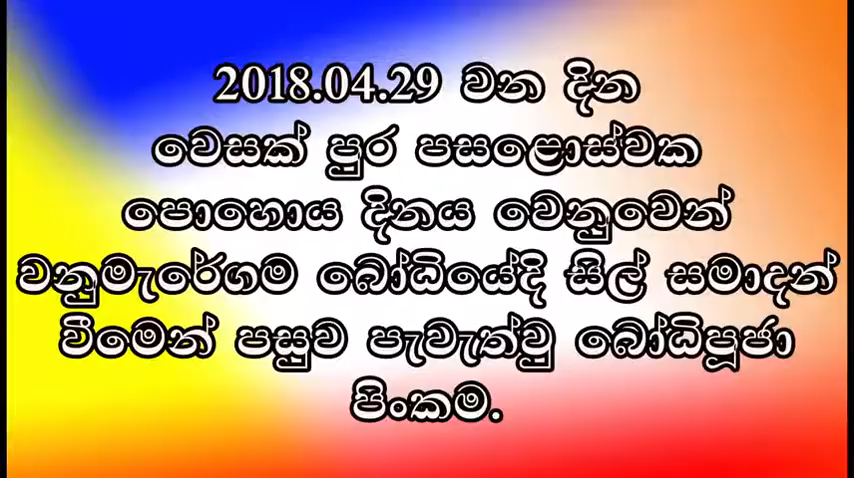 2018.04.29 වන දින
වෙසක් පුර පසළොස්වක
පොහොය දිනය වෙනුවෙන්
වනුමැරේගම බෝධියේදි සිල් සමාදන්
වීමෙන් පසුව පැවැත්වු බෝධිපූජා
පිංකම.